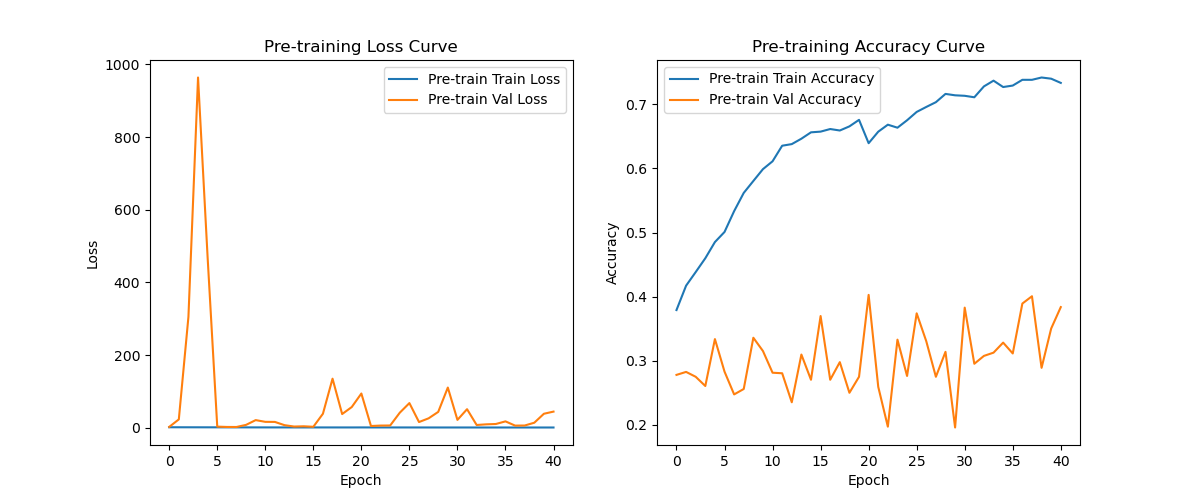 Pre-training Loss Curve
1000
800
600
400
200
0
Loss
0 5 10 15 20 25 30 35 40
Epoch
Pre-train Train Loss
Pre-train Val Loss
Pre-training Accuracy Curve
0.7
0.6
0.5
0.4
0.3
0.2
Accuracy
0 5 10 15 20 25 30 35 40
Epoch
Pre-train Train Accuracy
Pre-train Val Accuracy